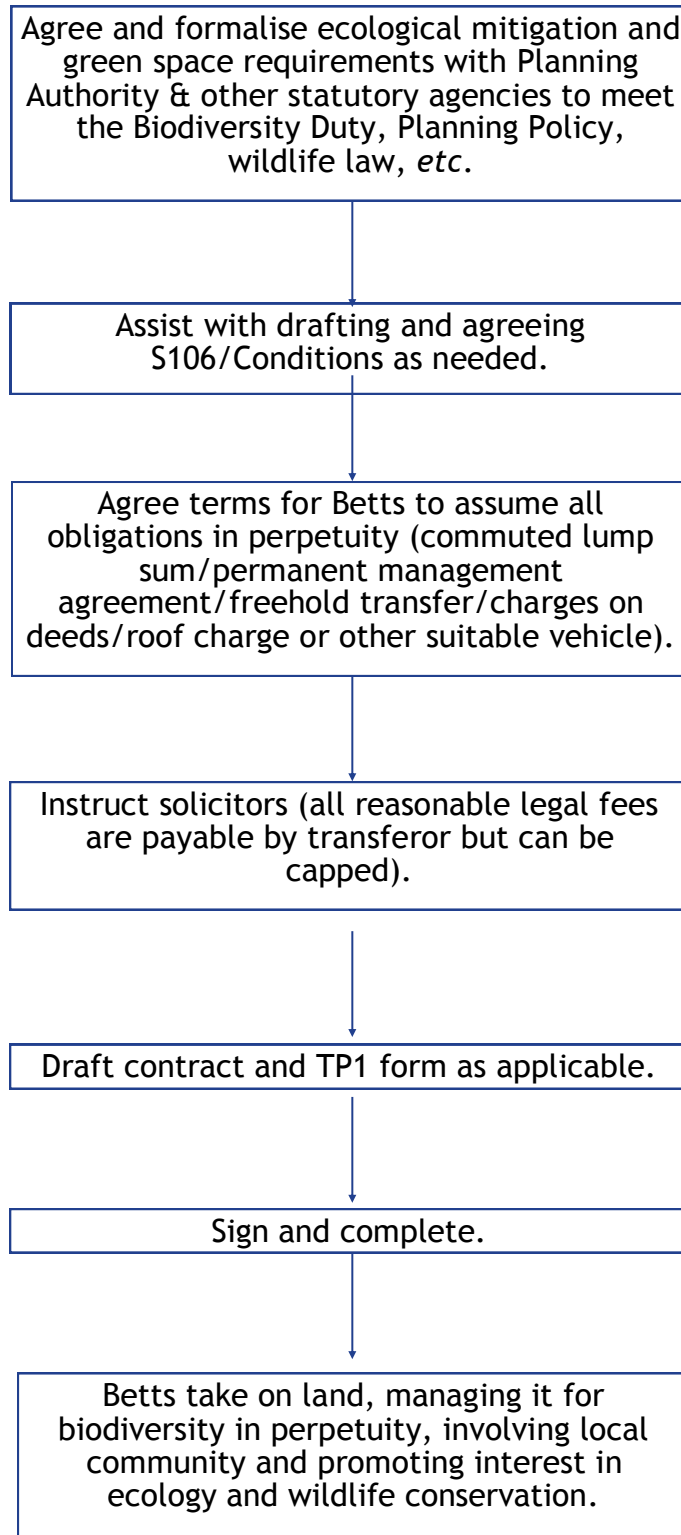 Agree and formalise ecological mitigation and
green space requirements with Planning
Authority & other statutory agencies to meet
the Biodiversity Duty, Planning Policy,
wildlife law, etc.
Assist with drafting and agreeing
S106/Conditions as needed.
Agree terms for Betts to assume all
obligations in perpetuity (commuted lump
sum/permanent management
agreement/freehold transfer/charges on
deeds/roof charge or other suitable vehicle).
Instruct solicitors (all reasonable legal fees
are payable by transferor but can be
capped).
Draft contract and TP1 form as applicable.
Sign and complete.
Betts take on land, managing it for
biodiversity in perpetuity, involving local
community and promoting interest in
ecology and wildlife conservation.